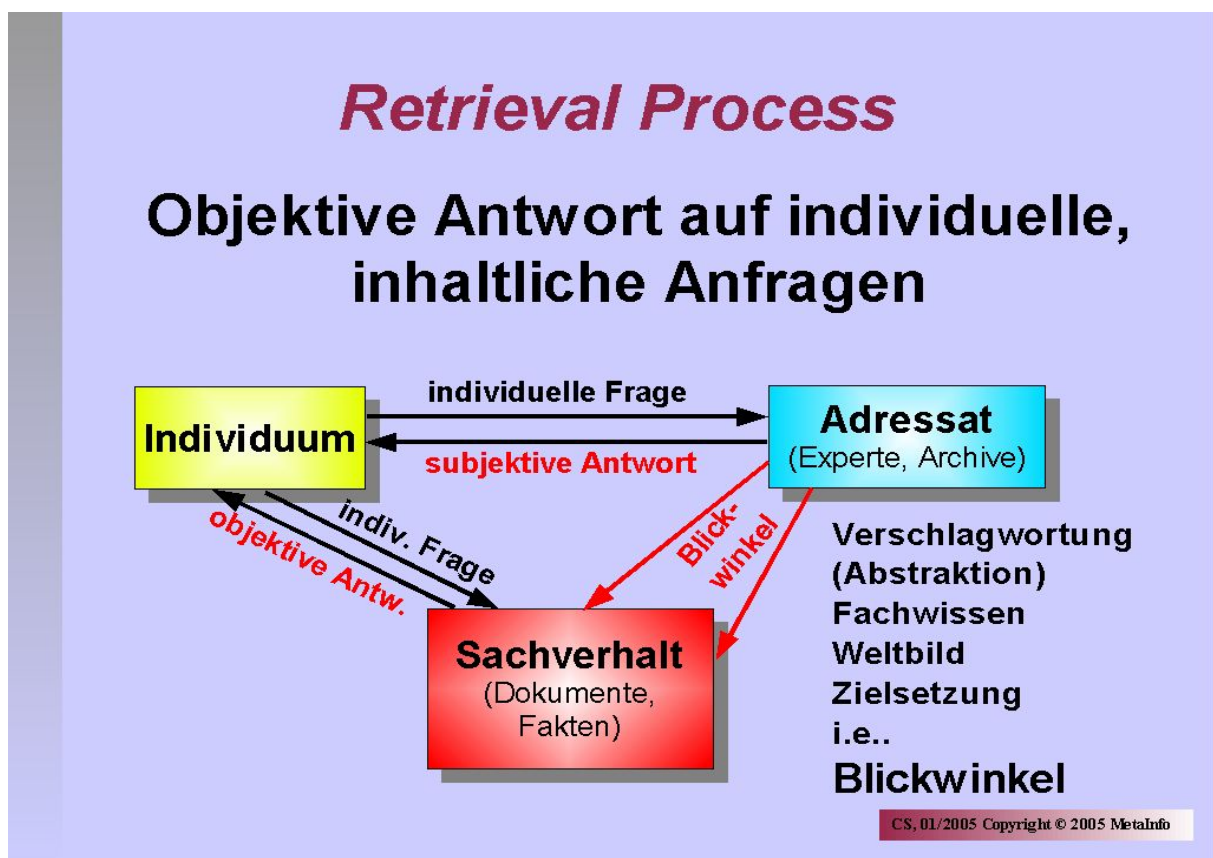 Retrieval Process
Objektive Antwort auf individuelle,
inhaltliche Anfragen
individuelle Frage
Individuum
Adressat
(Experte, Archive)
subjektive Antwort
indiv. Frage
objektive Antw.
Blick-
winkel
Sachverhalt
(Dokumente,
Fakten)
Verschlagwortung
(Abstraktion)
Fachwissen
Weltbild
Zielsetzung
i.e..
Blickwinkel
CS, 01/2005 Copyright © 2005 MetaInfo